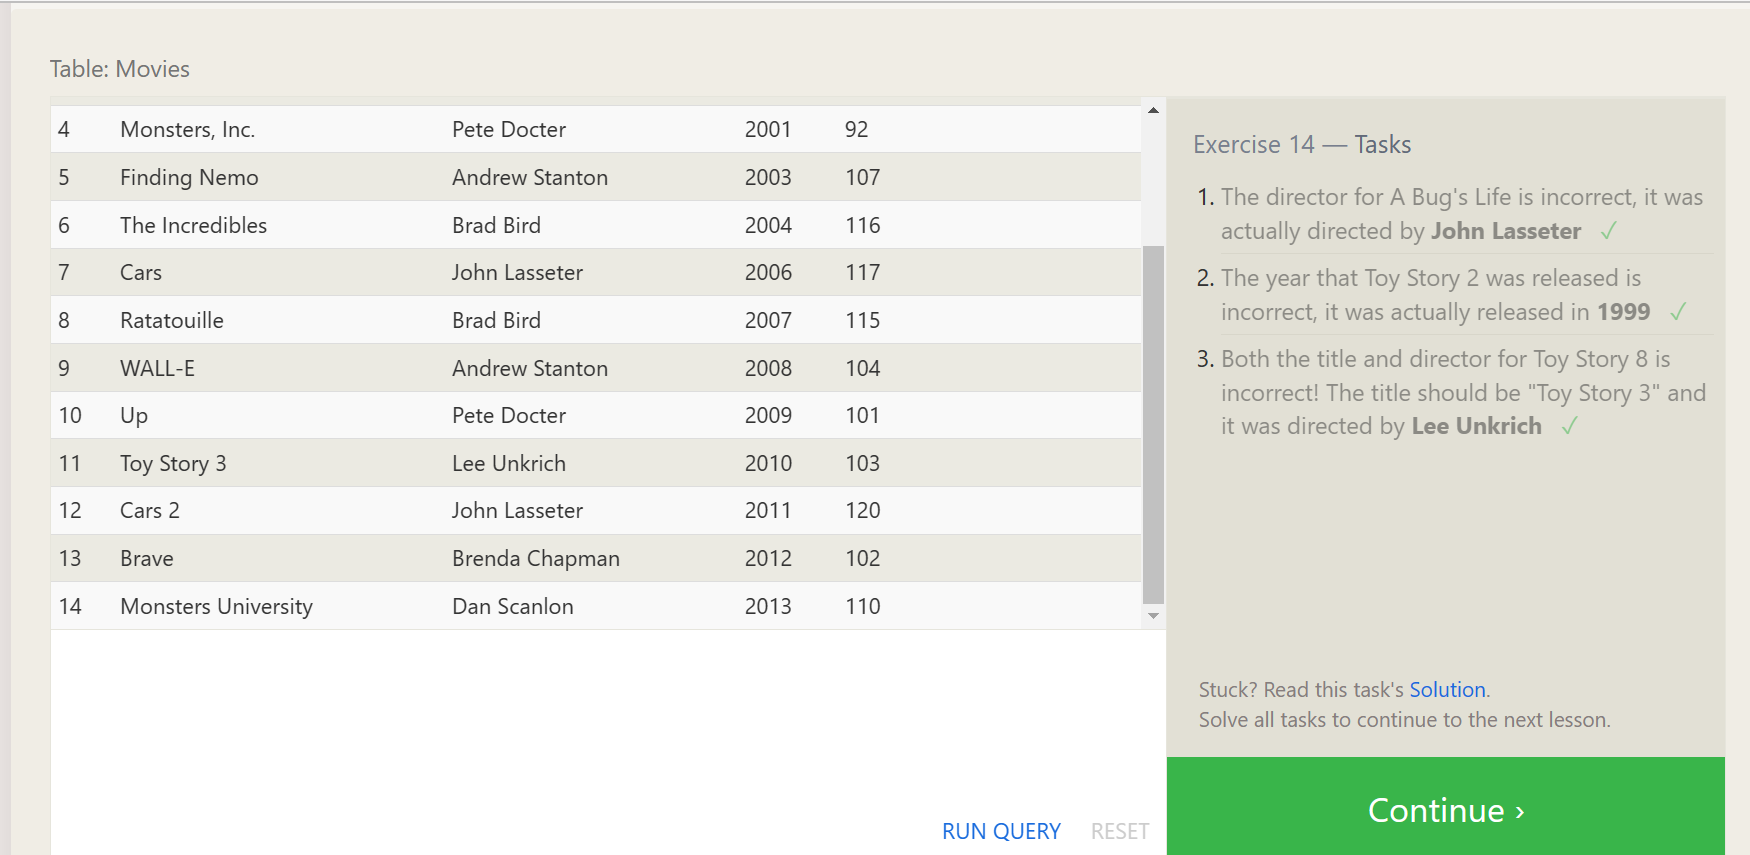 Table: Movies
4 Monsters, Inc. Pete Docter 2001 92
5 Finding Nemo Andrew Stanton 2003 107
6 The Incredibles Brad Bird 2004 116
7 Cars John Lasseter 2006 117
8 Ratatouille Brad Bird 2007 115
9 WALL-E Andrew Stanton 2008 104
10 Up Pete Docter 2009 101
11 Toy Story 3 Lee Unkrich 2010 103
12 Cars 2 John Lasseter 2011 120
13 Brave Brenda Chapman 2012 102
14 Monsters University Dan Scanlon 2013 110
RUN QUERY RESET
Exercise 14 — Tasks
1. The director for A Bug's Life is incorrect, it was
actually directed by John Lasseter ✓
2. The year that Toy Story 2 was released is
incorrect, it was actually released in 1999 ✓
3. Both the title and director for Toy Story 8 is
incorrect! The title should be "Toy Story 3" and
it was directed by Lee Unkrich ✓
Stuck? Read this task's Solution.
Solve all tasks to continue to the next lesson.
Continue ›